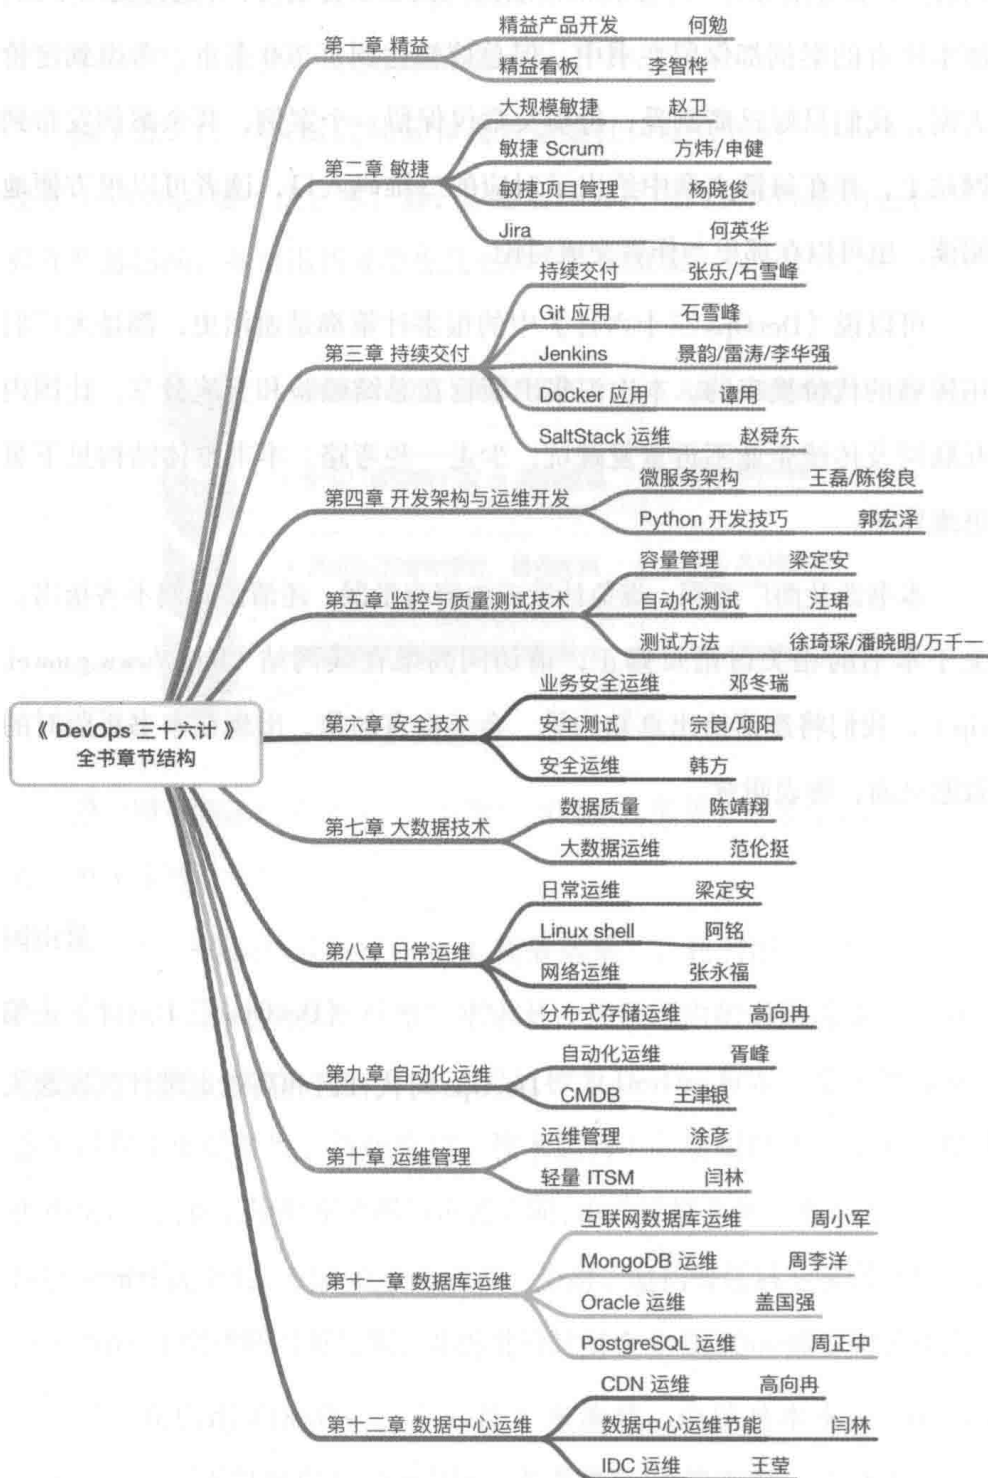 第一章 精益
精益产品开发 何勉
精益看板 李智桦
第二章 敏捷
大规模敏捷 赵卫
敏捷 Scrum 方炜/申健
敏捷项目管理 杨晓俊
Jira 何英华
第三章 持续交付
持续交付 张乐/石雪峰
Git 应用 石雪峰
Jenkins 景韵/雷涛/李华强
Docker 应用 谭用
SaltStack 运维 赵舜东
第四章 开发架构与运维开发
微服务架构 王磊/陈俊良
Python 开发技巧 郭宏泽
第五章 监控与质量测试技术
容量管理 梁定安
自动化测试 汪珺
测试方法 徐琦琛/潘晓明/万千一
《 DevOps 三十六计 》
全书章节结构
第六章 安全技术
业务安全运维 邓冬瑞
安全测试 宗良/项阳
安全运维 韩方
第七章 大数据技术
数据质量 陈靖翔
大数据运维 范伦挺
第八章 日常运维
日常运维 梁定安
Linux shell 阿铭
网络运维 张永福
分布式存储运维 高向冉
第九章 自动化运维
自动化运维 胥峰
CMDB 王津银
第十章 运维管理
运维管理 涂彦
轻量 ITSM 闫林
第十一章 数据库运维
互联网数据库运维 周小军
MongoDB 运维 周李洋
Oracle 运维 盖国强
PostgreSQL 运维 周正中
第十二章 数据中心运维
CDN 运维 高向冉
数据中心运维节能 闫林
IDC 运维 王莹